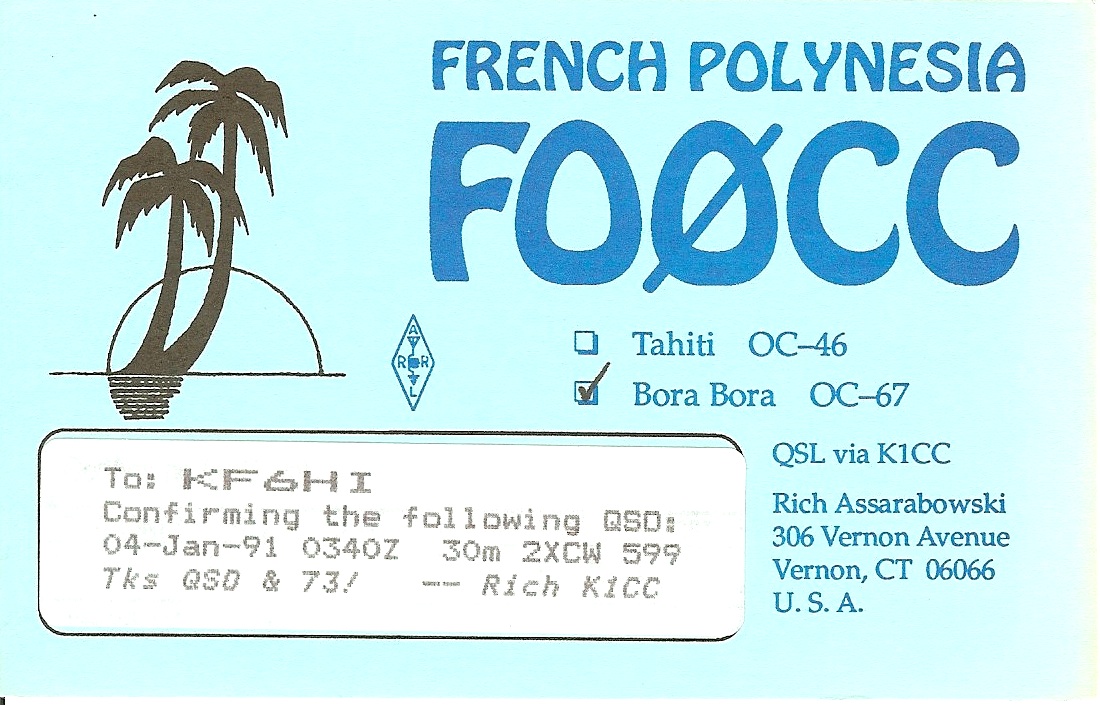 FRENCH POLYNESIA
FOØCC
A
R R
L
Tahiti OC–46
Bora Bora OC–67
QSL via K1CC
Rich Assarabowski
306 Vernon Avenue
Vernon, CT 06066
U. S. A.
To: KF6HI
Confirming the following QSO:
04-Jan-91 0340Z 30m 2XCW 599
Tks QSO & 73! -- Rich K1CC